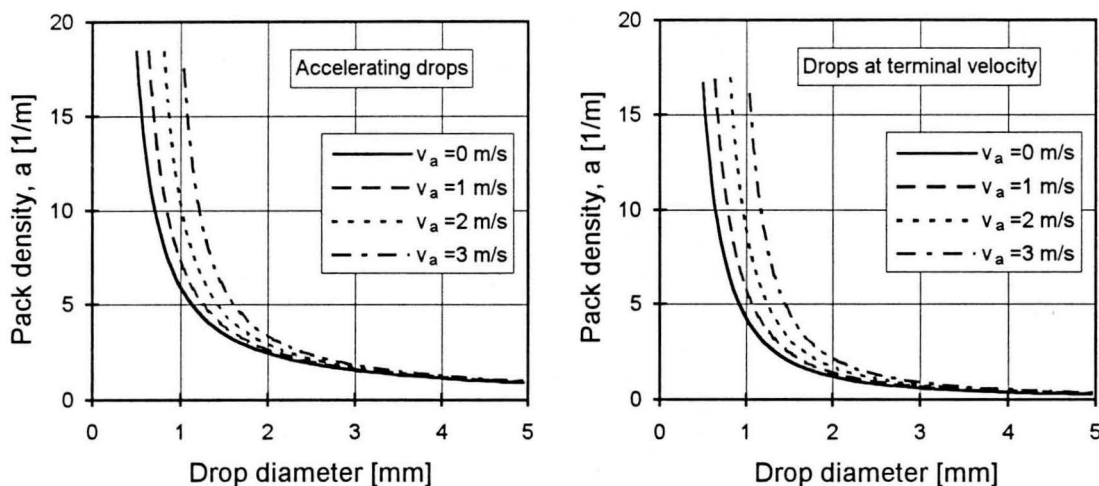 20
15
10
5
0
Pack density, a [1/m]
Accelerating drops
v a =0 m/s
v a =1 m/s
v a =2 m/s
v a =3 m/s
0 1 2 3 4 5
Drop diameter [mm]
20
15
10
5
0
Pack density, a [1/m]
Drops at terminal velocity
v a =0 m/s
v a =1 m/s
v a =2 m/s
v a =3 m/s
0 1 2 3 4 5
Drop diameter [mm]